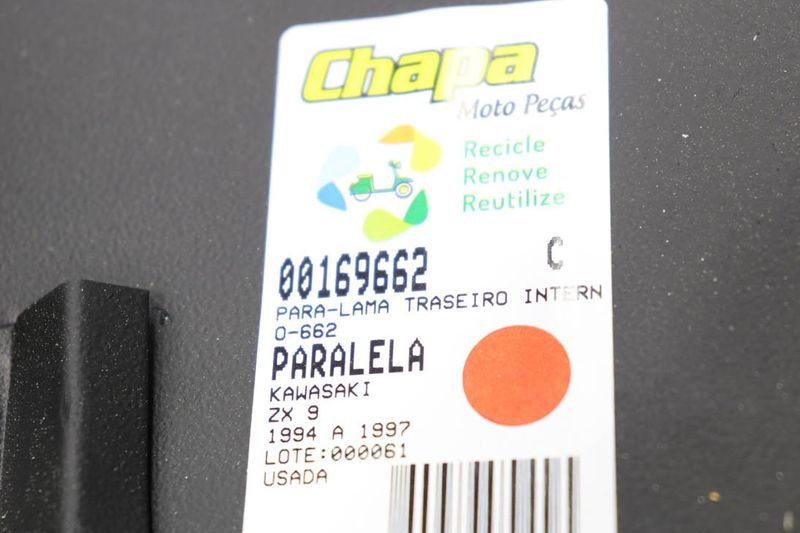 Chapa
Moto Peças
Recicle
Renove
Reutilize
00169662 C
PARA-LAMA TRASEIRO INTERN
O-662
PARALELA
KAWASAKI
ZX 9
1994 A 1997
LOTE:000061
USADA